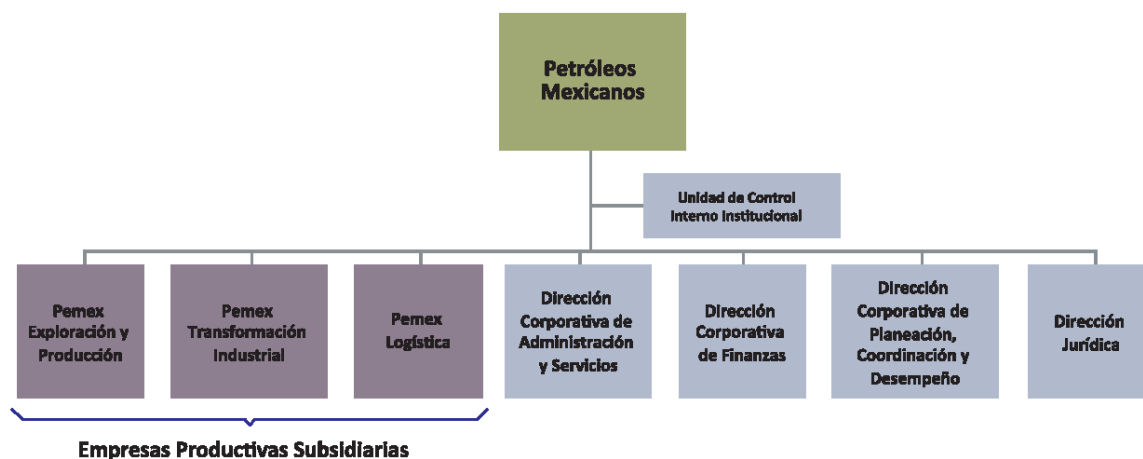 Petróleos
Mexicanos
Unidad de Control
Interno Institucional
Pemex
Exploración y
Producción
Pemex
Transformación
Industrial
Pemex
Logística
Dirección
Corporativa de
Administración
y Servicios
Dirección
Corporativa
de Finanzas
Dirección
Corporativa de
Planeación,
Coordinación y
Desempeño
Dirección
Jurídica
Empresas Productivas Subsidiarias